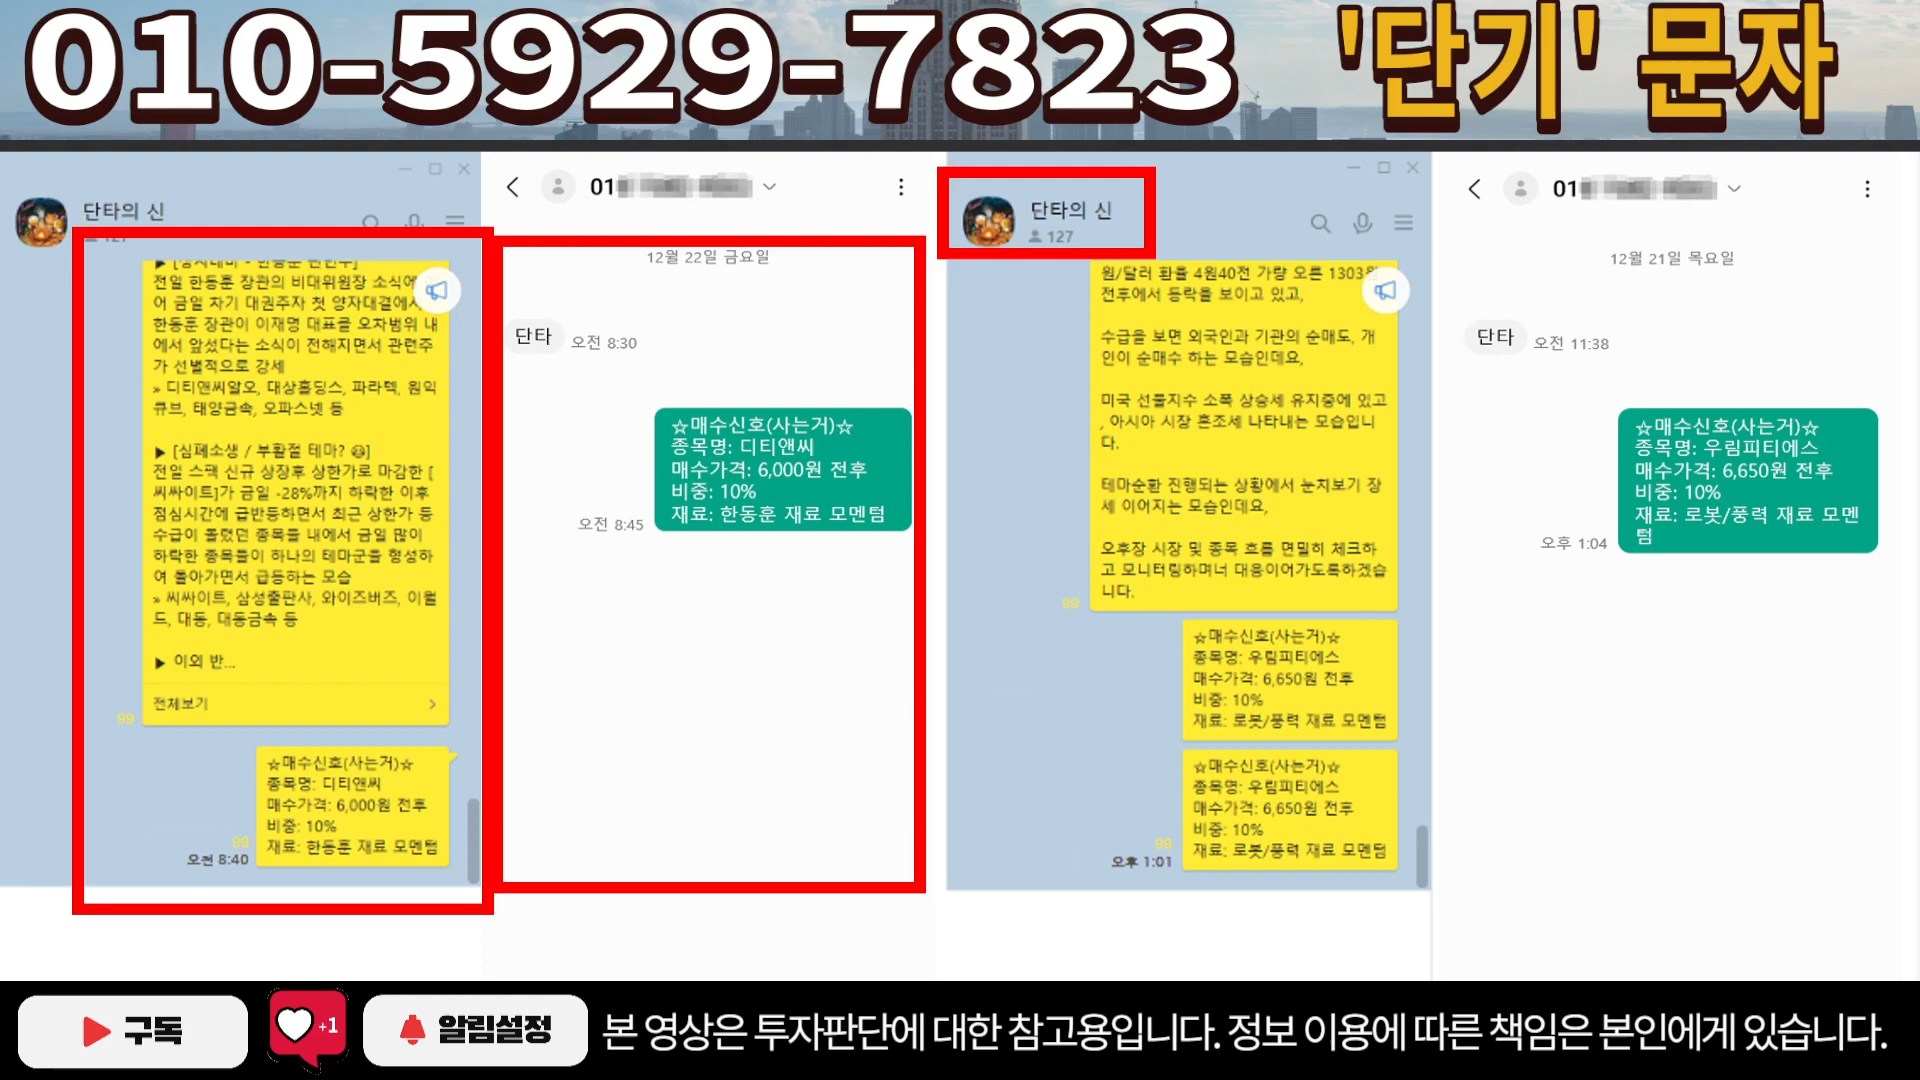 010-5929-7823 '단기' 문자
단타의 신
127
전일 한동훈 장관의 비대위원장 소식에
어 금일 차기 대권주자 첫 양자대결에서
한동훈 장관이 이재명 대표를 오차범위 내
에서 앞섰다는 소식이 전해지면서 관련주
가 선별적으로 강세
» 디티앤씨알오, 대상홀딩스, 파라텍, 원익
큐브, 태양금속, 오파스넷 등
▶ [심폐소생 / 부활절 테마? 😂]
전일 스팩 신규 상장후 상한가로 마감한 [
씨싸이트]가 금일 -28%까지 하락한 이후
점심시간에 급반등하면서 최근 상한가 등
수급이 몰렸던 종목들 내에서 금일 많이
하락한 종목들이 하나의 테마군을 형성하
여 돌아가면서 급등하는 모습
» 씨싸이트, 삼성출판사, 와이즈버즈, 이월
드, 대동, 대동금속 등
▶ 이외 반...
전체보기
99
☆매수신호(사는거)☆
종목명: 디티앤씨
매수가격: 6,000원 전후
비중: 10%
재료: 한동훈 재료 모멘텀
99
오전 8:40
01
12월 22일 금요일
단타
오전 8:30
☆매수신호(사는거)☆
종목명: 디티앤씨
매수가격: 6,000원 전후
비중: 10%
재료: 한동훈 재료 모멘텀
오전 8:45
단타의 신
127
원/달러 환율 4원40전 가량 오른 1303원
전후에서 등락을 보이고 있고,
수급을 보면 외국인과 기관의 순매도, 개
인이 순매수 하는 모습인데요,
미국 선물지수 소폭 상승세 유지중에 있고
, 아시아 시장 혼조세 나타내는 모습입니
다.
테마순환 진행되는 상황에서 눈치보기 장
세 이어지는 모습인데요,
오후장 시장 및 종목 흐름 면밀히 체크하
고 모니터링하며너 대응이어가도록하겠습
니다.
99
☆매수신호(사는거)☆
종목명: 우림피티에스
매수가격: 6,650원 전후
비중: 10%
재료: 로봇/풍력 재료 모멘텀
☆매수신호(사는거)☆
종목명: 우림피티에스
매수가격: 6,650원 전후
비중: 10%
재료: 로봇/풍력 재료 모멘텀
99
오후 1:01
01
12월 21일 목요일
단타
오전 11:38
☆매수신호(사는거)☆
종목명: 우림피티에스
매수가격: 6,650원 전후
비중: 10%
재료: 로봇/풍력 재료 모멘
텀
오후 1:04
구독
+1
알림설정
본 영상은 투자판단에 대한 참고용입니다. 정보 이용에 따른 책임은 본인에게 있습니다.